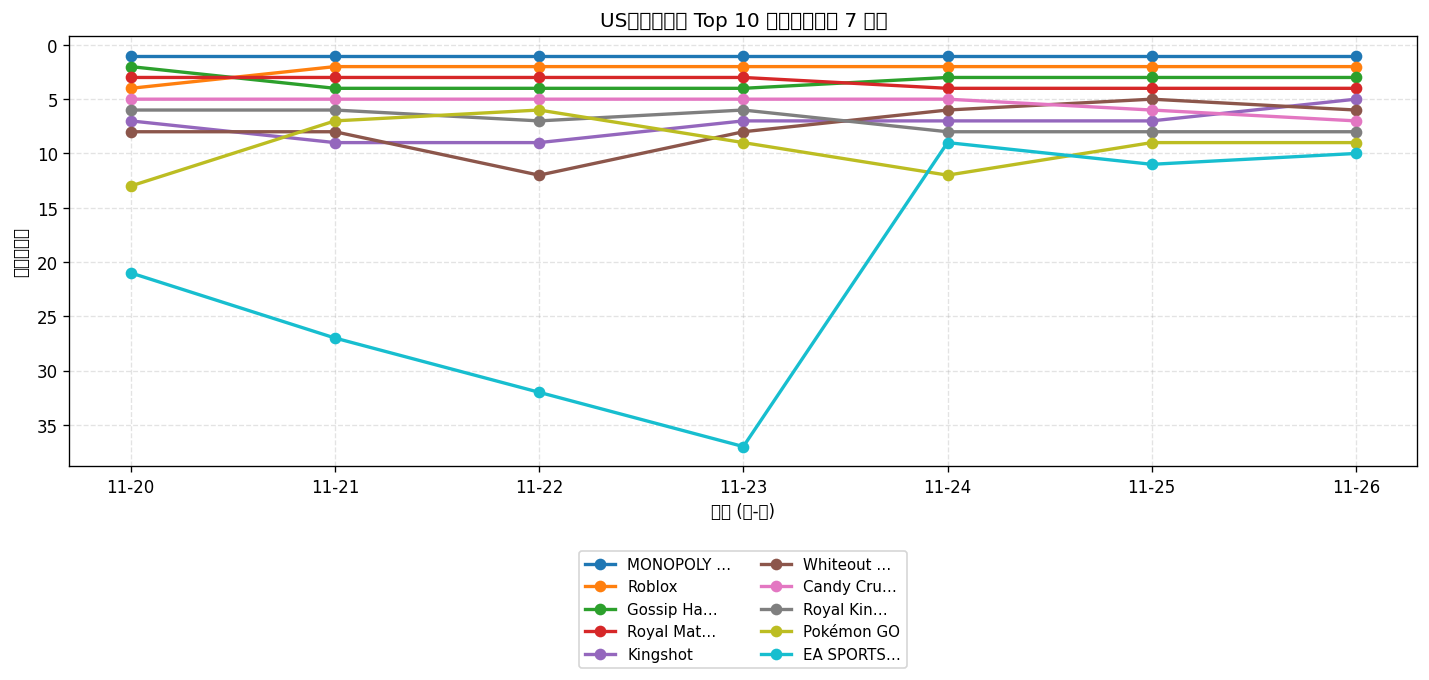 US Top 10 7
0
5
10
15
20
25
30
35
11-20
11-21
11-22
11-23
11-24
11-25
11-26
( - )
MONOPOLY ...
Roblox
Gossip Ha...
Royal Mat...
Kingshot
Whiteout ...
Candy Cru...
Royal Kin...
Pokémon GO
EA SPORTS...